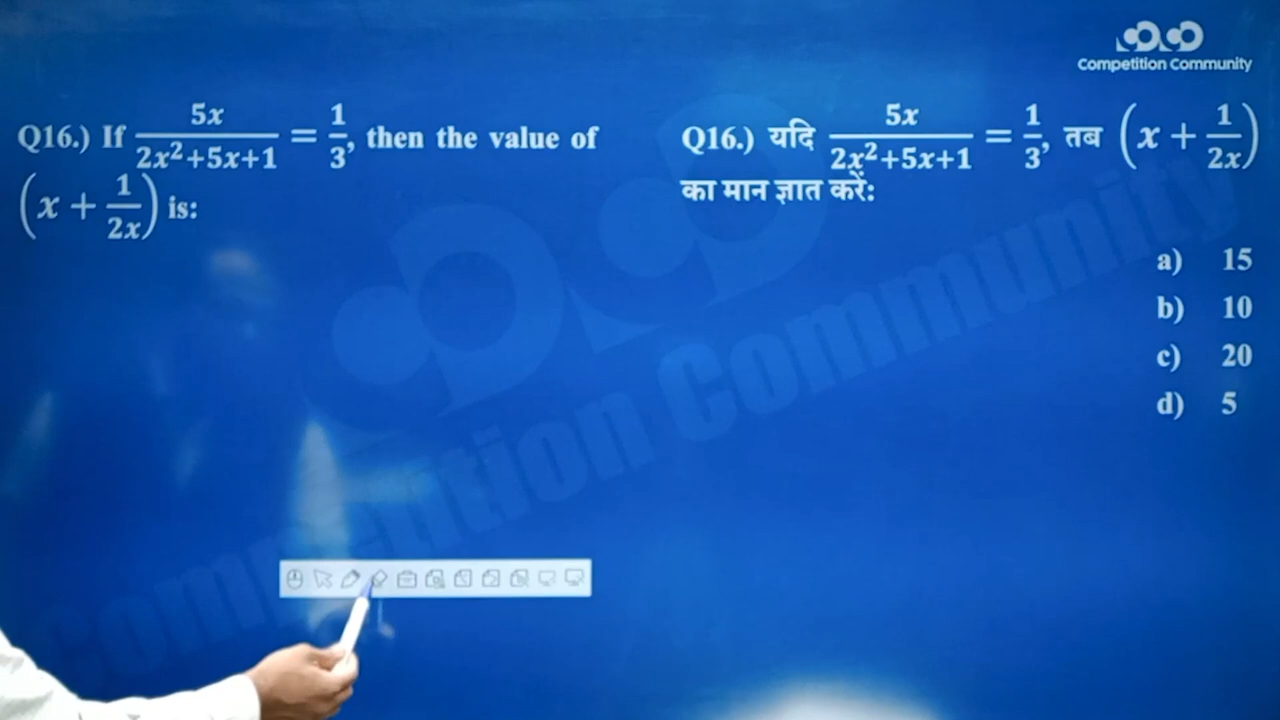 Competition Community
Q16.) If 5x/(2x²+5x+1) = 1/3, then the value of
(x + 1/2x) is:
Q16.) यदि 5x/(2x²+5x+1) = 1/3, तब (x + 1/2x)
का मान ज्ञात करें:
a) 15
b) 10
c) 20
d) 5
Competition Community